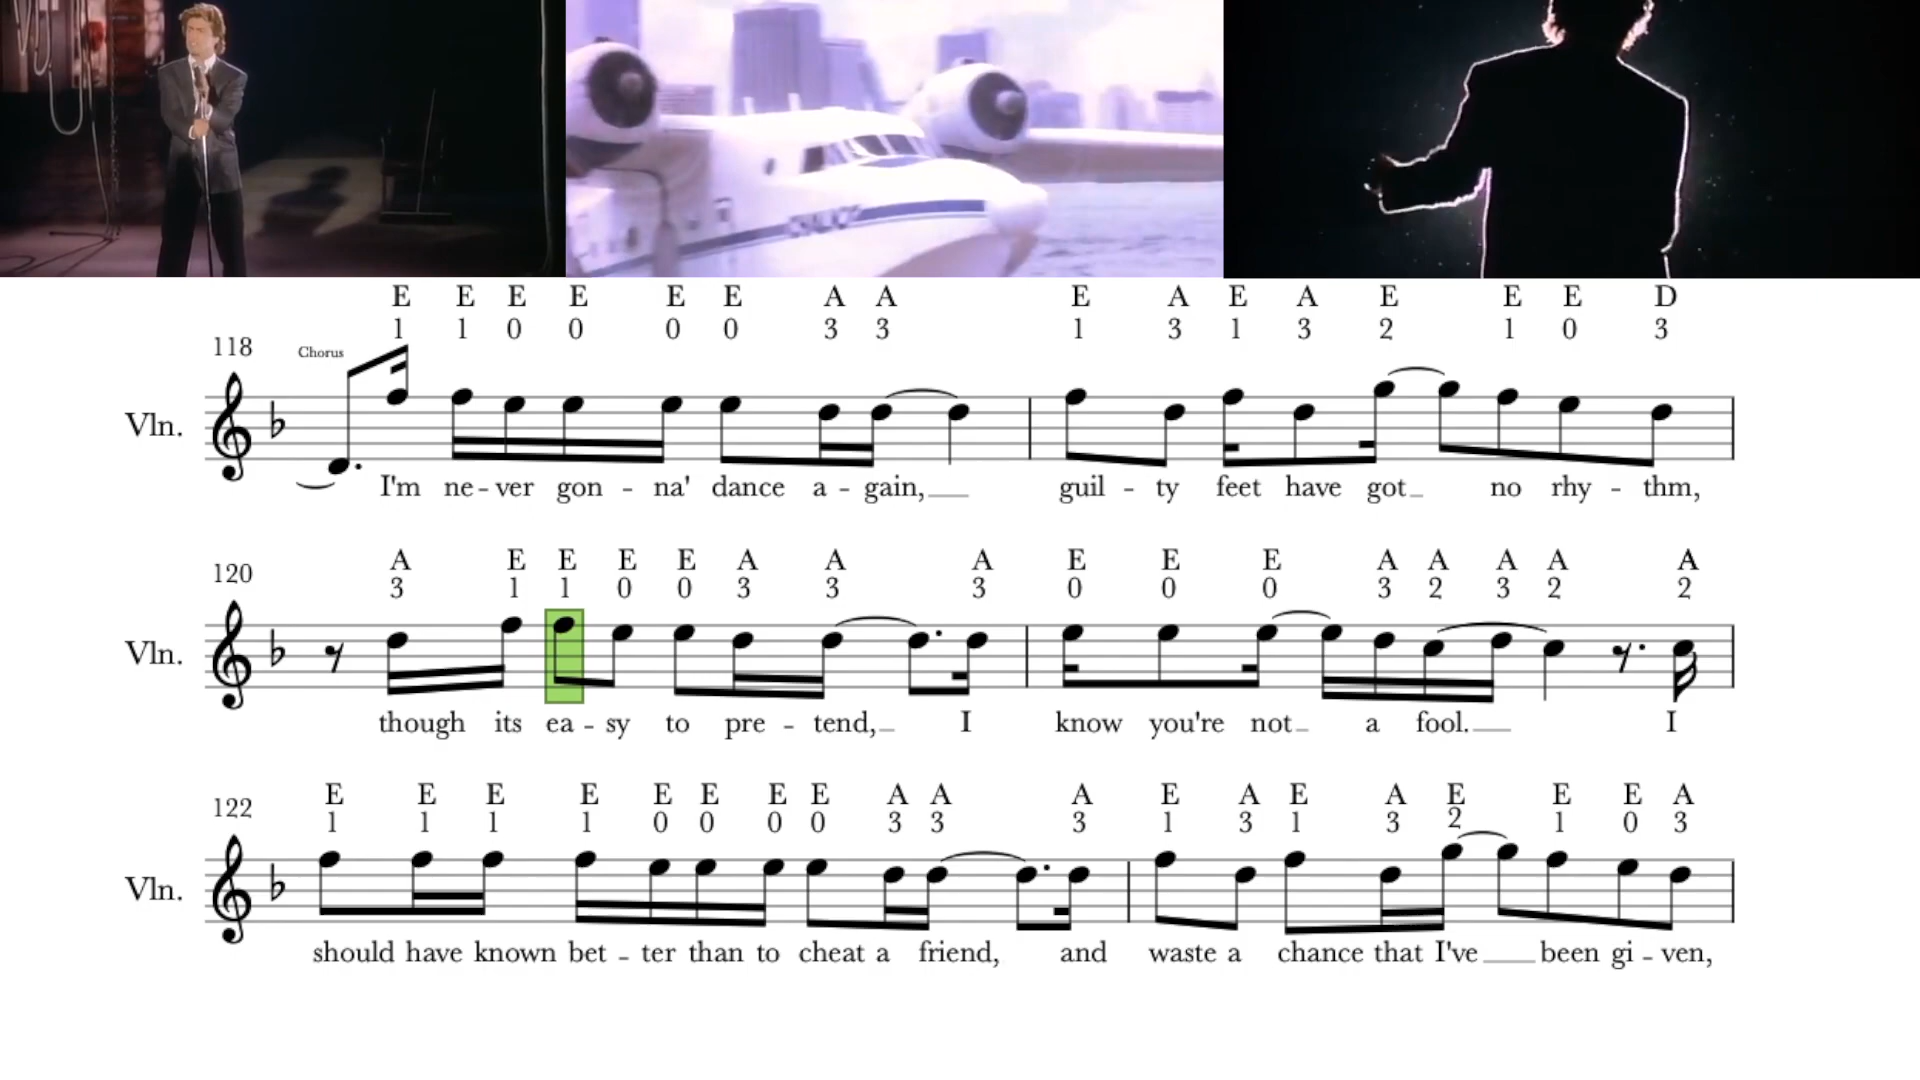 E E E E E E A A E A E A E E E D
1 1 0 0 0 0 3 3 1 3 1 3 2 1 0 3
118 Chorus
Vln.
I'm ne - ver gon - na' dance a - gain, guil - ty feet have got no rhy - thm,
A E E E E A A A E E E A A A A A
120 3 1 1 0 0 3 3 3 0 0 0 3 2 3 2 2
Vln.
though its ea - sy to pre - tend, I know you're not a fool. I
E E E E E E E E A A A E A E A E E E A
122 1 1 1 1 0 0 0 0 3 3 3 1 3 1 3 2 1 0 3
Vln.
should have known bet - ter than to cheat a friend, and waste a chance that I've been gi - ven,